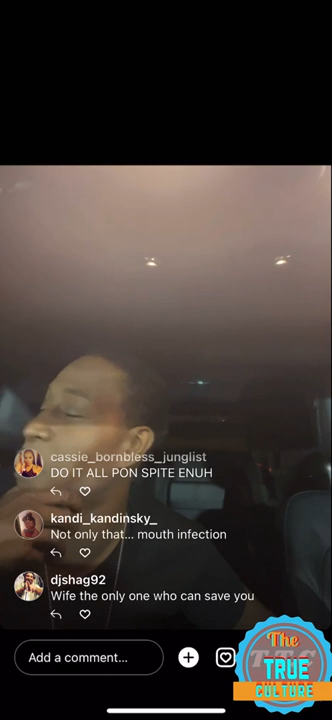 cassie_bornbless_junglist
DO IT ALL PON SPITE ENUH
kandi_kandinsky_
Not only that... mouth infection
djshag92
Wife the only one who can save you
Add a comment...
The
TRUE
CULTURE